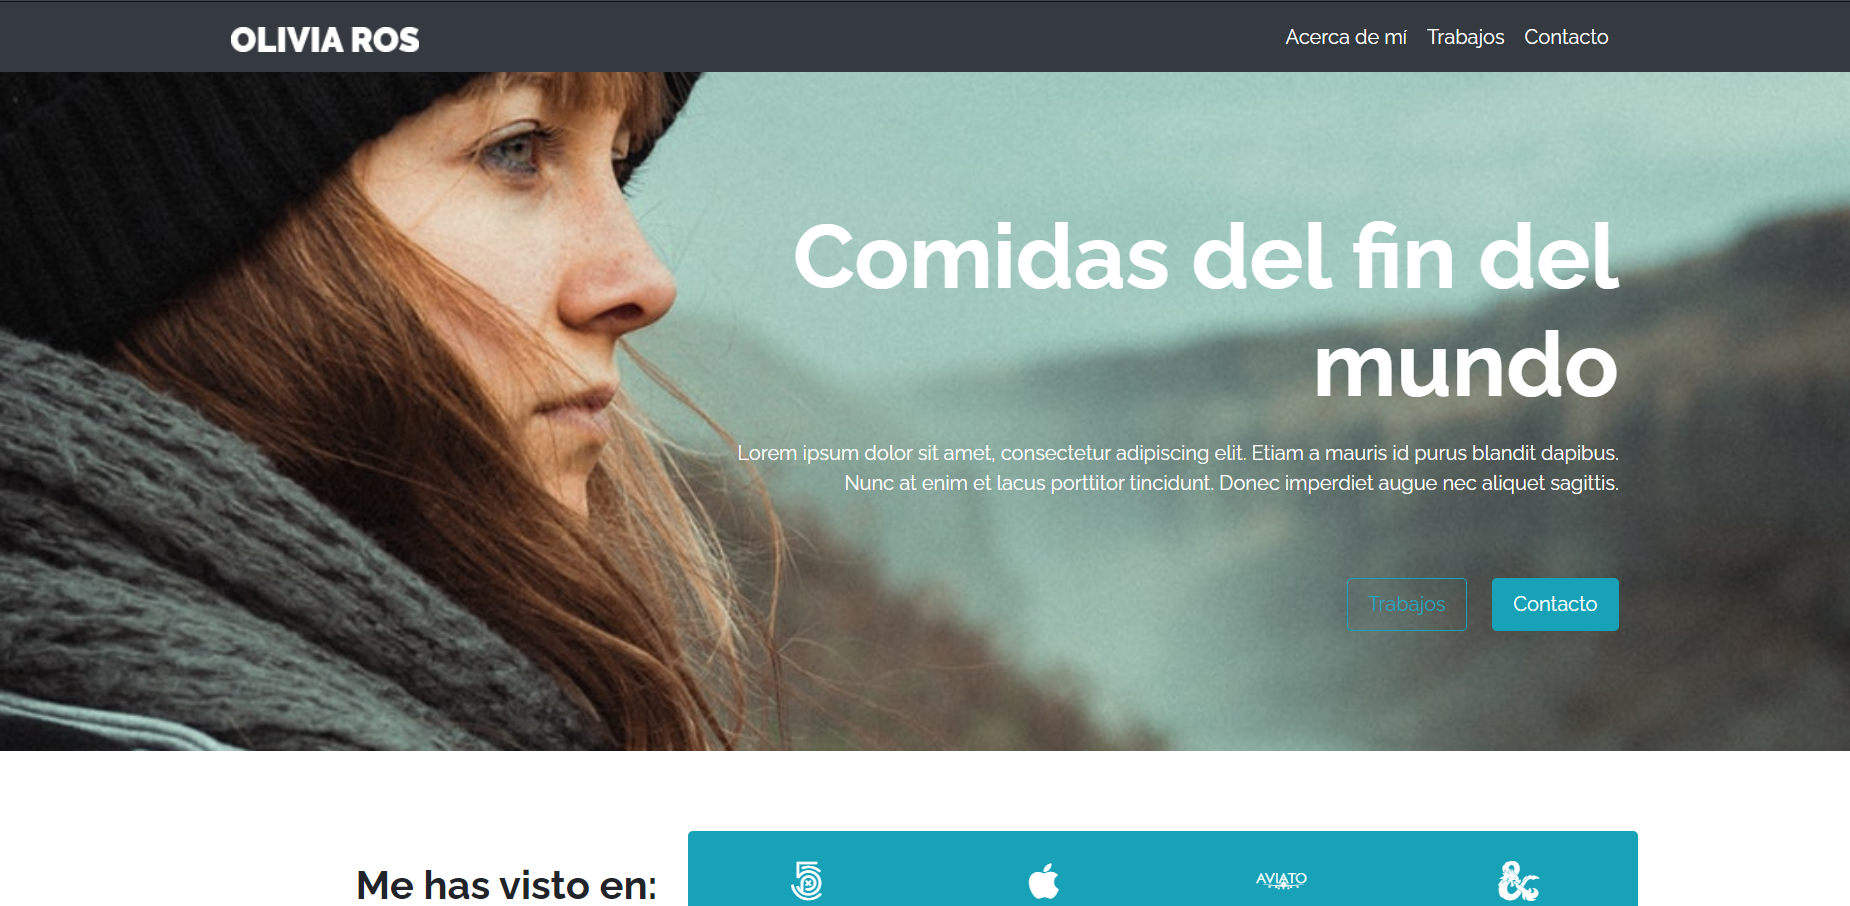 OLIVIA ROS
Acerca de mí Trabajos Contacto
Comidas del fin del
mundo
Lorem ipsum dolor sit amet, consectetur adipiscing elit. Etiam a mauris id purus blandit dapibus.
Nunc at enim et lacus porttitor tincidunt. Donec imperdiet augue nec aliquet sagittis.
Trabajos Contacto
Me has visto en:
5
AVIATO
&